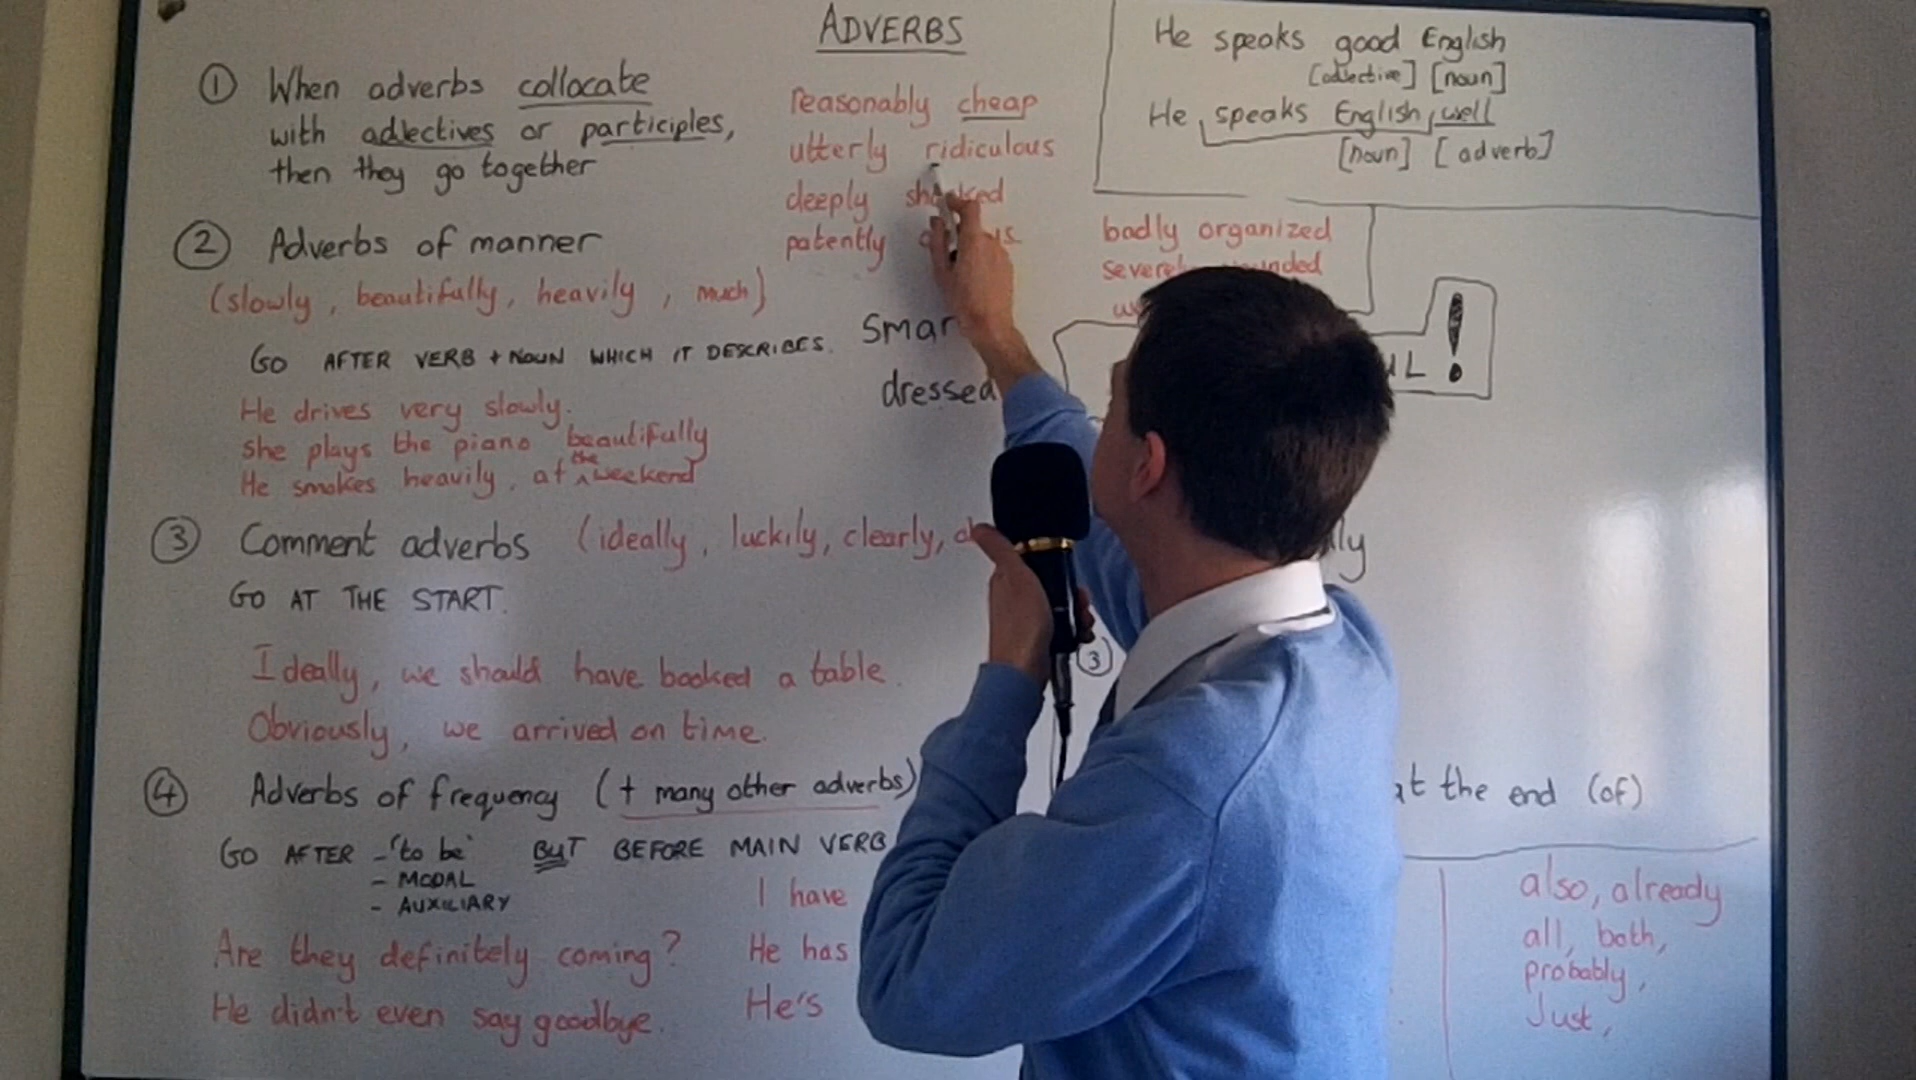 ADVERBS
① When adverbs collocate
with adjectives or participles,
then they go together
reasonably cheap
utterly ridiculous
deeply shocked
patently
He speaks good English
[adjective] [noun]
He speaks English well
[noun] [adverb]
badly organized
② Adverbs of manner
(slowly, beautifully, heavily, much)
GO AFTER VERB + NOUN WHICH IT DESCRIBES.
dressed
!
He drives very slowly.
She plays the piano beautifully
He smokes heavily, at the weekend
③ Comment adverbs (ideally, luckily, clearly,
GO AT THE START.
③
Ideally, we should have booked a table.
Obviously, we arrived on time.
④ Adverbs of frequency (+ many other adverbs)
at the end (of)
GO AFTER - 'to be' BUT BEFORE MAIN VERB
- MODAL
- AUXILIARY
I have
Are they definitely coming?
He has
He didn't even say goodbye.
He's
also, already
all, both,
probably,
Just,